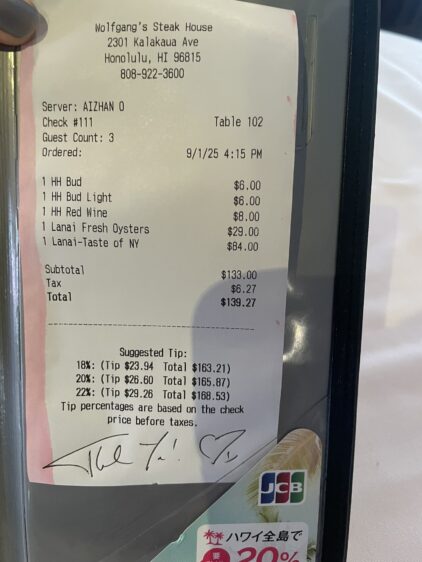 Wolfgang's Steak House
2301 Kalakaua Ave
Honolulu, HI 96815
808-922-3600
Server: AIZHAN O
Check #111 Table 102
Guest Count: 3
Ordered: 9/1/25 4:15 PM
1 HH Bud $6.00
1 HH Bud Light $6.00
1 HH Red Wine $8.00
1 Lanai Fresh Oysters $29.00
1 Lanai-Taste of NY $84.00
Subtotal $133.00
Tax $6.27
Total $139.27
Suggested Tip:
18%: (Tip $23.94 Total $163.21)
20%: (Tip $26.60 Total $165.87)
22%: (Tip $29.26 Total $168.53)
Tip percentages are based on the check
price before taxes.
JCB
ハワイ全島で
20%